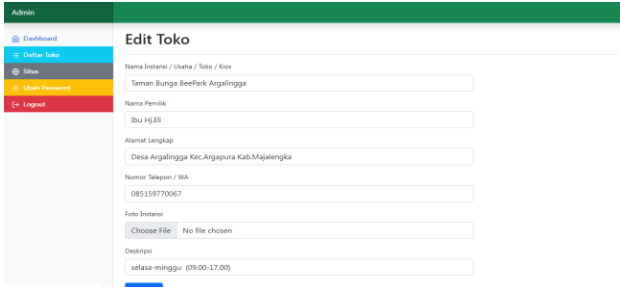 Admin
Dashboard
Edit Toko
Daftar Toko
Situs
Ubah Password
Logout
Nama Instansi / Usaha / Toko / Kios
Taman Bunga BeePark Argalingga
Nama Pemilik
Ibu Hj.Eli
Alamat Lengkap
Desa Argalingga Kec.Argapura Kab.Majalengka
Nomor Telepon / WA
085159770067
Foto Instansi
Choose File No file chosen
Deskripsi
selasa-minggu (09.00-17.00)